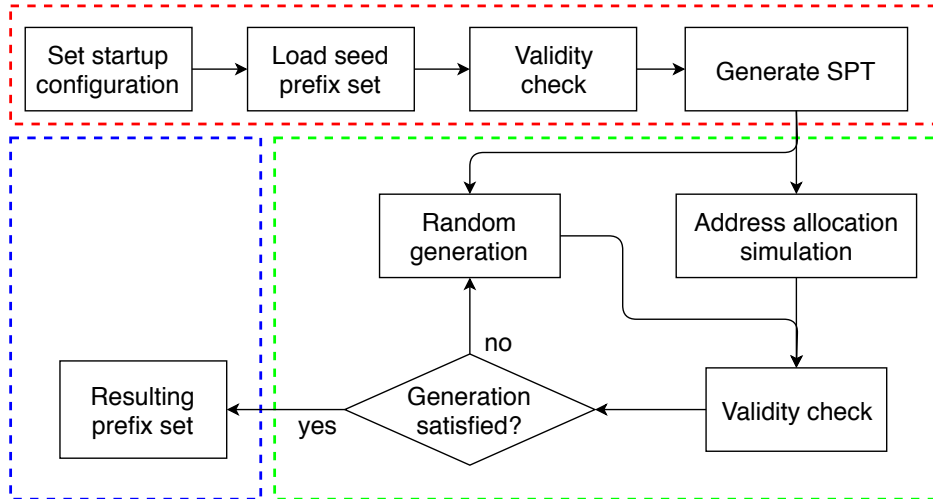 Set startup
configuration
Load seed
prefix set
Validity
check
Generate SPT
Random
generation
Address allocation
simulation
no
Resulting
prefix set
yes
Generation
satisfied?
Validity check